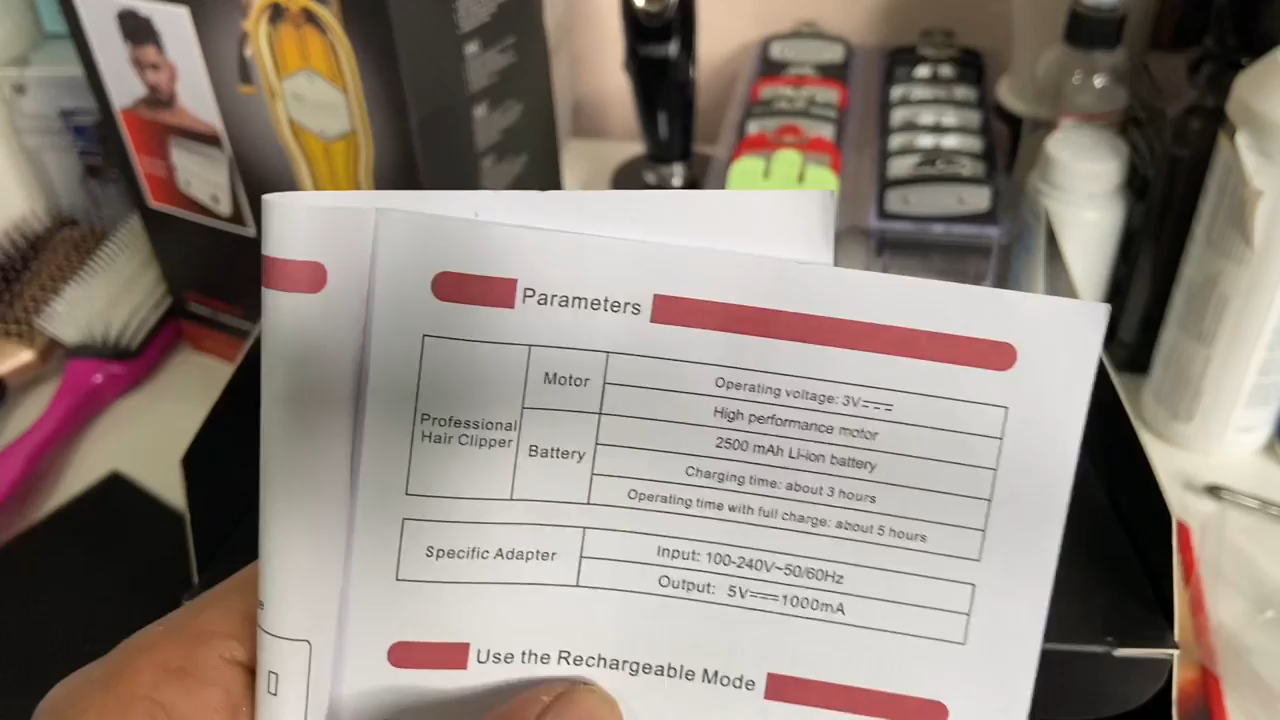 Parameters
Professional
Hair Clipper
Motor
Operating voltage: 3V⎓
High performance motor
Battery
2500 mAh Li-ion battery
Charging time: about 3 hours
Operating time with full charge: about 5 hours
Specific Adapter
Input: 100-240V~50/60Hz
Output: 5V⎓1000mA
Use the Rechargeable Mode